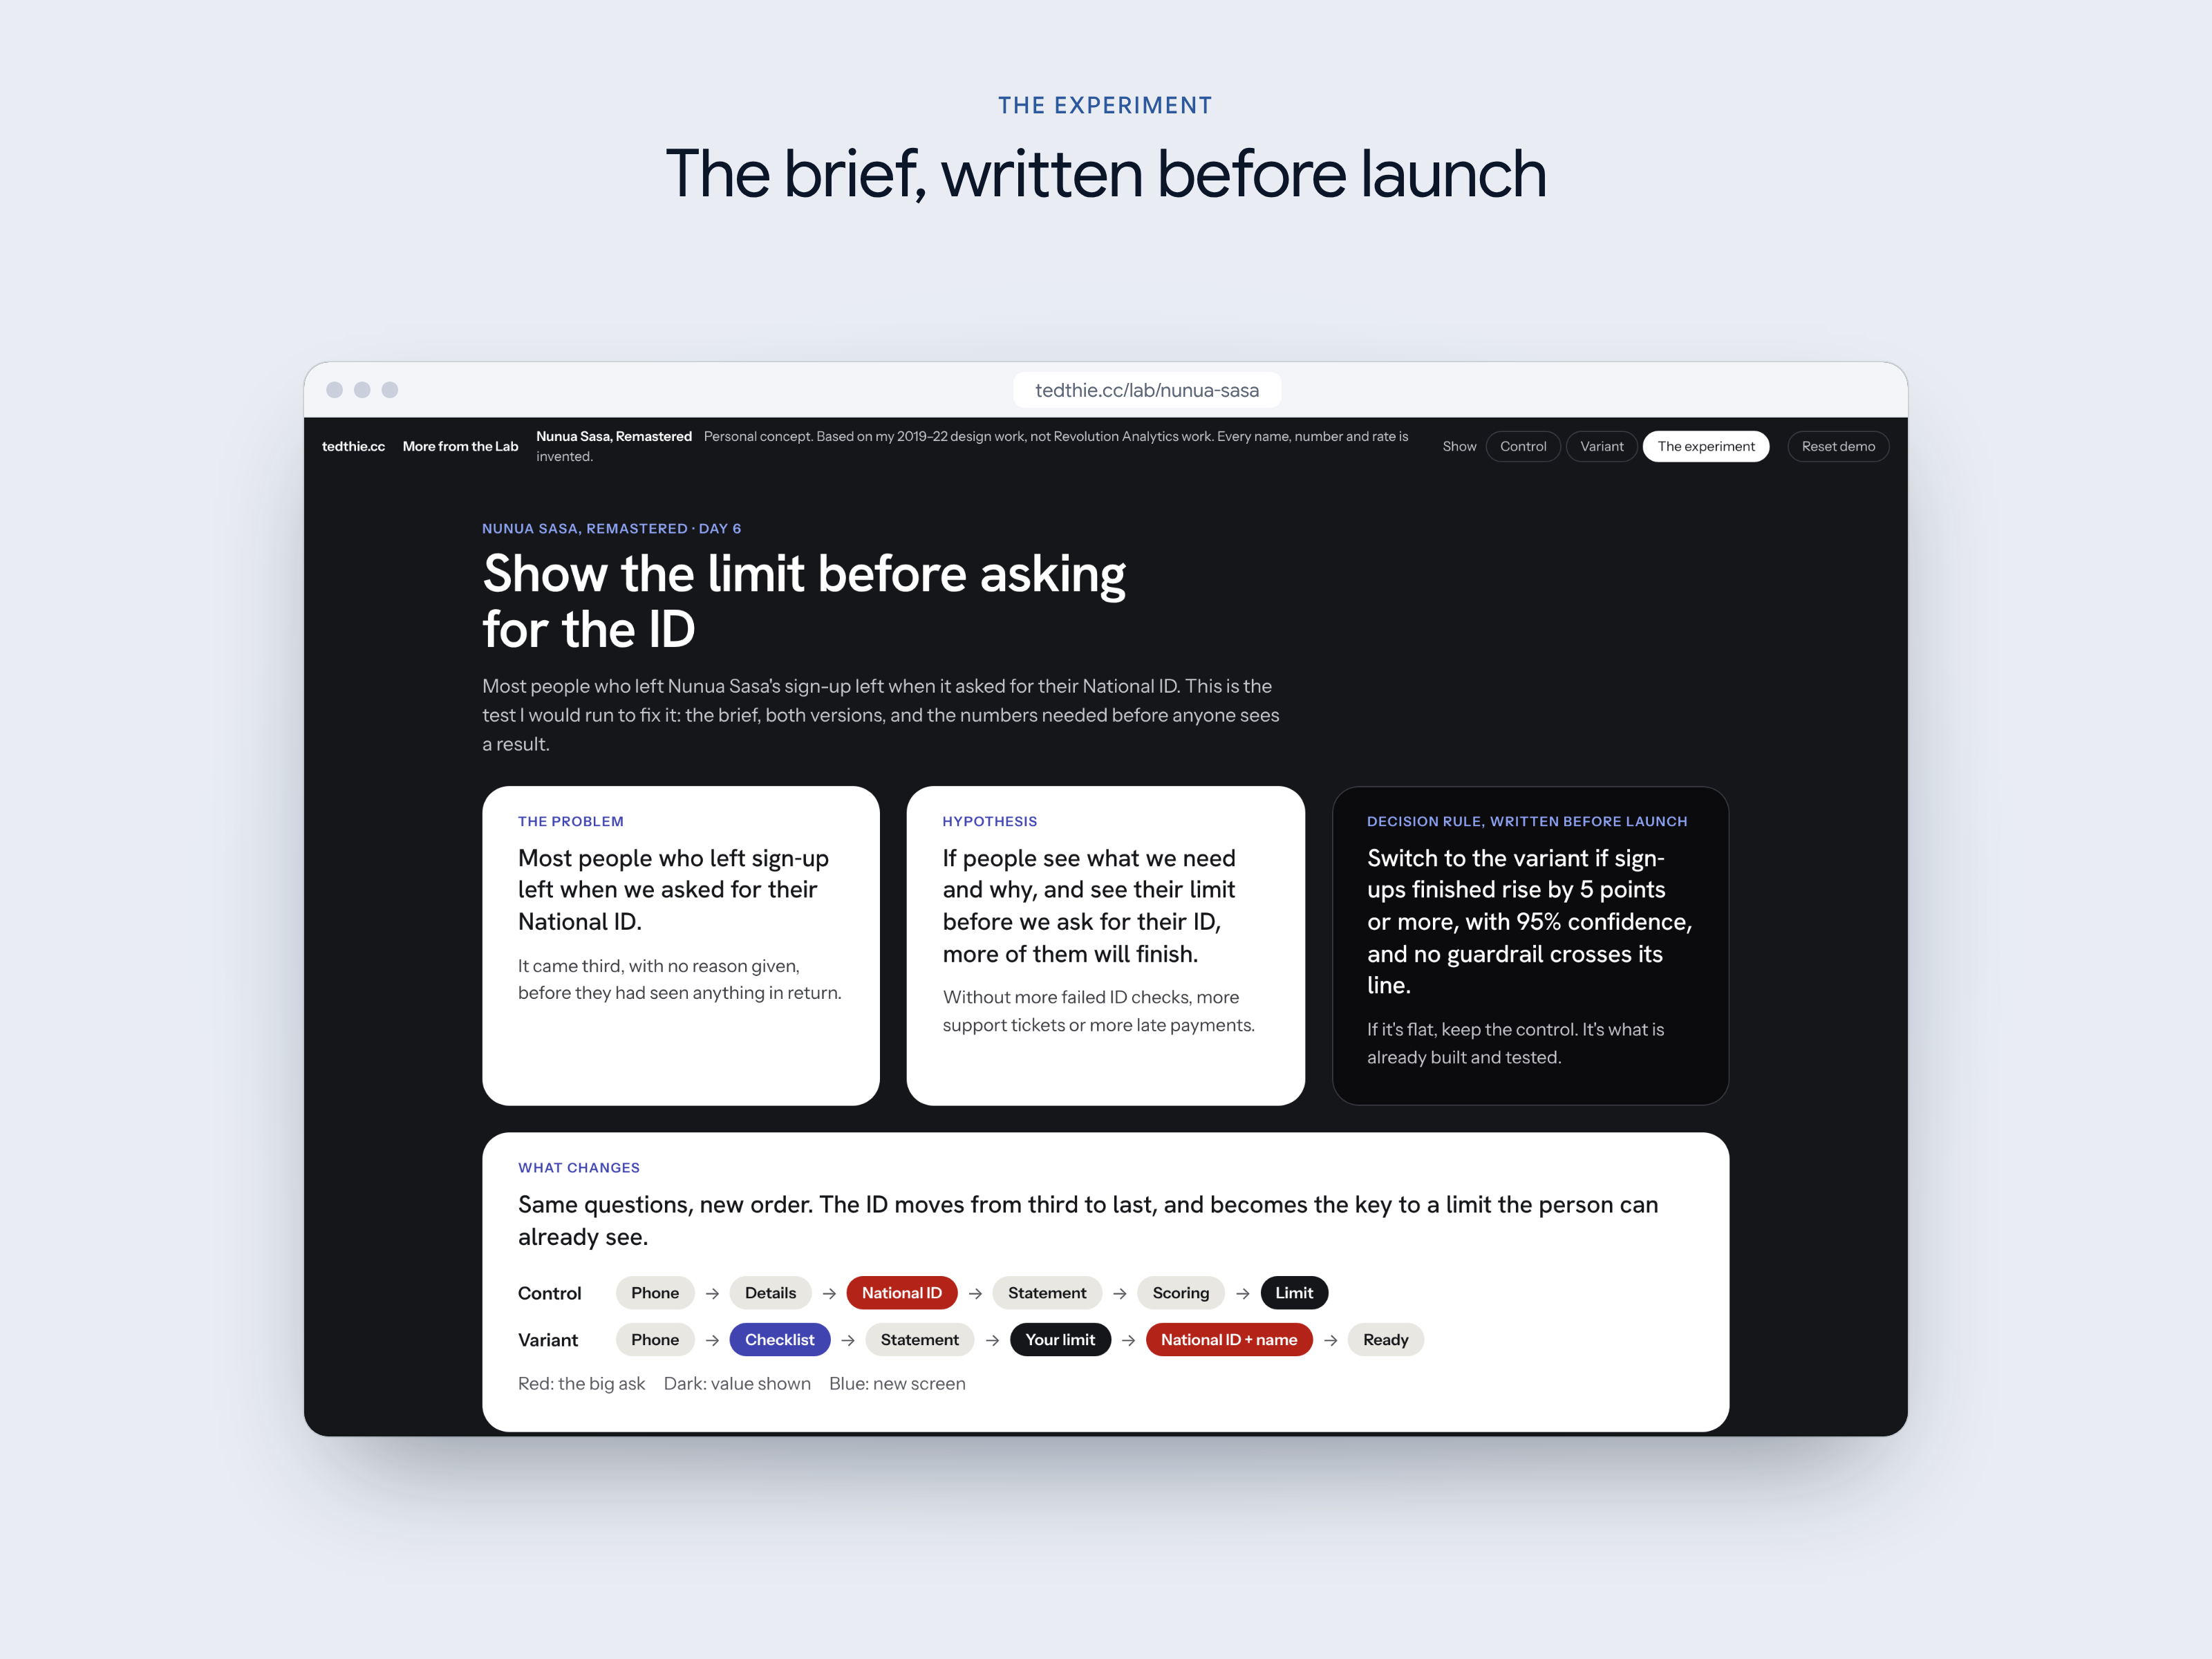 THE EXPERIMENT
The brief, written before launch
tedthie.cc/lab/nunua-sasa
tedthie.cc More from the Lab Nunua Sasa, Remastered Personal concept. Based on my 2019–22 design work, not Revolution Analytics work. Every name, number and rate is
invented.
Show Control Variant The experiment Reset demo
NUNUA SASA, REMASTERED · DAY 6
Show the limit before asking
for the ID
Most people who left Nunua Sasa's sign-up left when it asked for their National ID. This is the
test I would run to fix it: the brief, both versions, and the numbers needed before anyone sees
a result.
THE PROBLEM
Most people who left sign-up
left when we asked for their
National ID.
It came third, with no reason given,
before they had seen anything in return.
HYPOTHESIS
If people see what we need
and why, and see their limit
before we ask for their ID,
more of them will finish.
Without more failed ID checks, more
support tickets or more late payments.
DECISION RULE, WRITTEN BEFORE LAUNCH
Switch to the variant if sign-
ups finished rise by 5 points
or more, with 95% confidence,
and no guardrail crosses its
line.
If it's flat, keep the control. It's what is
already built and tested.
WHAT CHANGES
Same questions, new order. The ID moves from third to last, and becomes the key to a limit the person can
already see.
Control Phone → Details → National ID → Statement → Scoring → Limit
Variant Phone → Checklist → Statement → Your limit → National ID + name → Ready
Red: the big ask Dark: value shown Blue: new screen